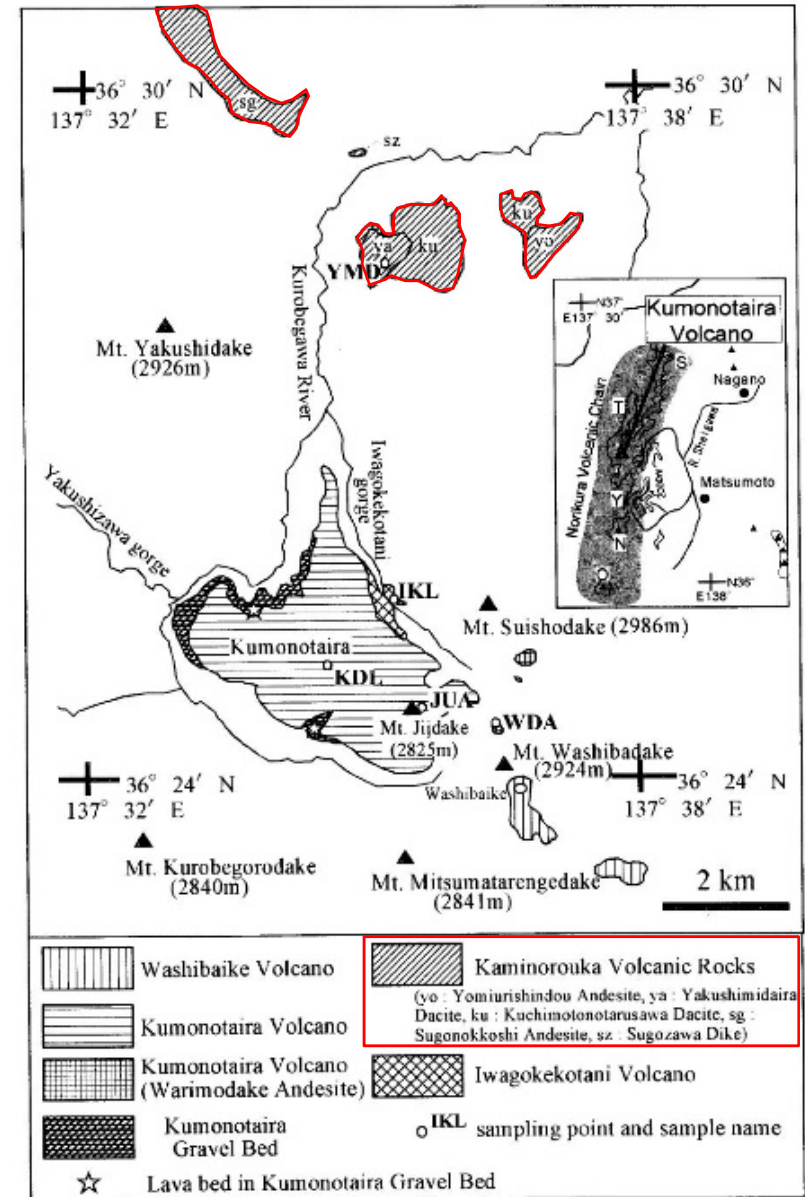 36° 30′ N
137° 32′ E
36° 30′ N
137° 38′ E
sg
sz
ku
ya
ku
yo
YMD
Kurobegawa River
Mt. Yakushidake
(2926m)
N37°
E137° 30′
Kumonotaira
Volcano
S
Nagano
T
Norikura Volcanic Chain
Matsumoto
Y
N
N36°
E138°
Iwagokekotani
gorge
Yakushizawa gorge
IKL
Mt. Suishodake (2986m)
Kumonotaira
KDL
JUA
Mt. Jijdake
(2825m)
WDA
Mt. Washibadake
(2924m)
36° 24′ N
137° 32′ E
Washibaike
36° 24′ N
137° 38′ E
Mt. Kurobegorodake
(2840m)
Mt. Mitsumatarengedake
(2841m)
2 km
Washibaike Volcano
Kumonotaira Volcano
Kumonotaira Volcano
(Warimodake Andesite)
Kumonotaira
Gravel Bed
Lava bed in Kumonotaira Gravel Bed
Kaminorouka Volcanic Rocks
(yo : Yomiurishindou Andesite, ya : Yakushimidaira
Dacite, ku : Kuchimotonotarusawa Dacite, sg :
Sugonokkoshi Andesite, sz : Sugozawa Dike)
Iwagokekotani Volcano
IKL sampling point and sample name